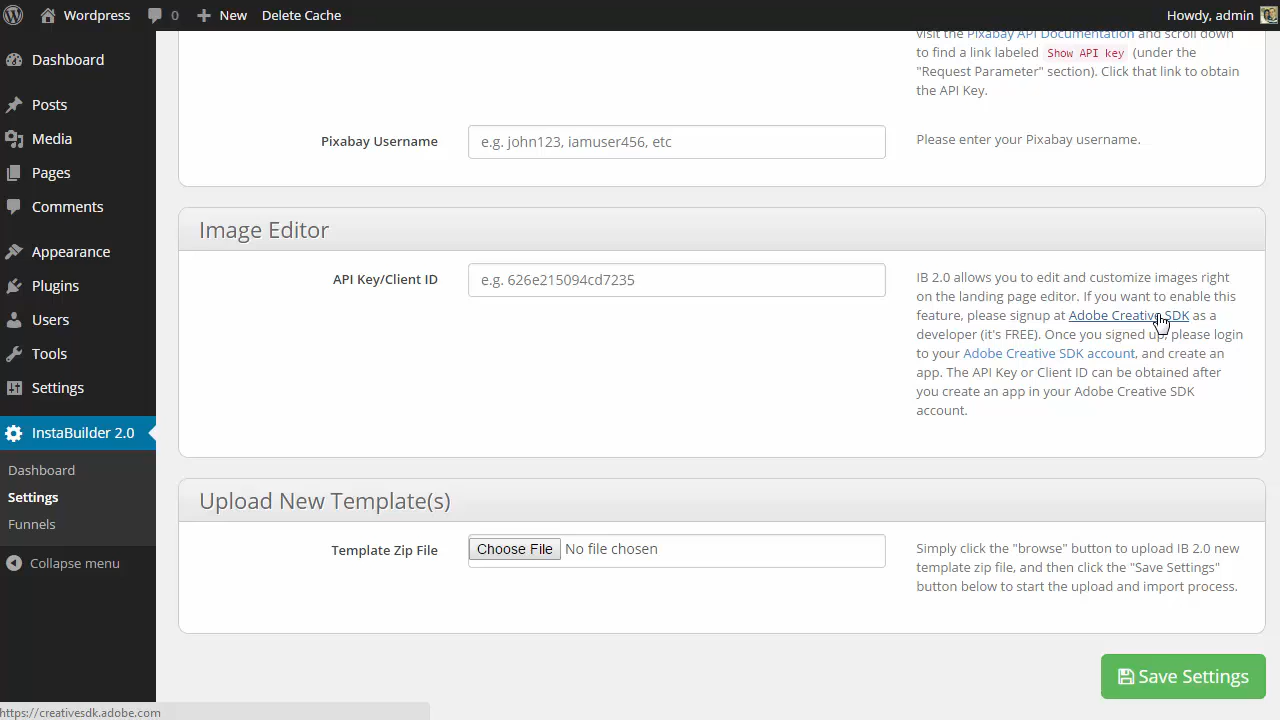 Wordpress
0
New
Delete Cache
Howdy, admin
Dashboard
Posts
Media
Pages
Comments
Appearance
Plugins
Users
Tools
Settings
InstaBuilder 2.0
Dashboard
Settings
Funnels
Collapse menu
visit the Pixabay API Documentation and scroll down
to find a link labeled Show API key (under the
"Request Parameter" section). Click that link to obtain
the API Key.
Pixabay Username
e.g. john123, iamuser456, etc
Please enter your Pixabay username.
Image Editor
API Key/Client ID
e.g. 626e215094cd7235
IB 2.0 allows you to edit and customize images right
on the landing page editor. If you want to enable this
feature, please signup at Adobe Creative SDK as a
developer (it's FREE). Once you signed up, please login
to your Adobe Creative SDK account, and create an
app. The API Key or Client ID can be obtained after
you create an app in your Adobe Creative SDK
account.
Upload New Template(s)
Template Zip File
Choose File No file chosen
Simply click the "browse" button to upload IB 2.0 new
template zip file, and then click the "Save Settings"
button below to start the upload and import process.
Save Settings
https://creativesdk.adobe.com